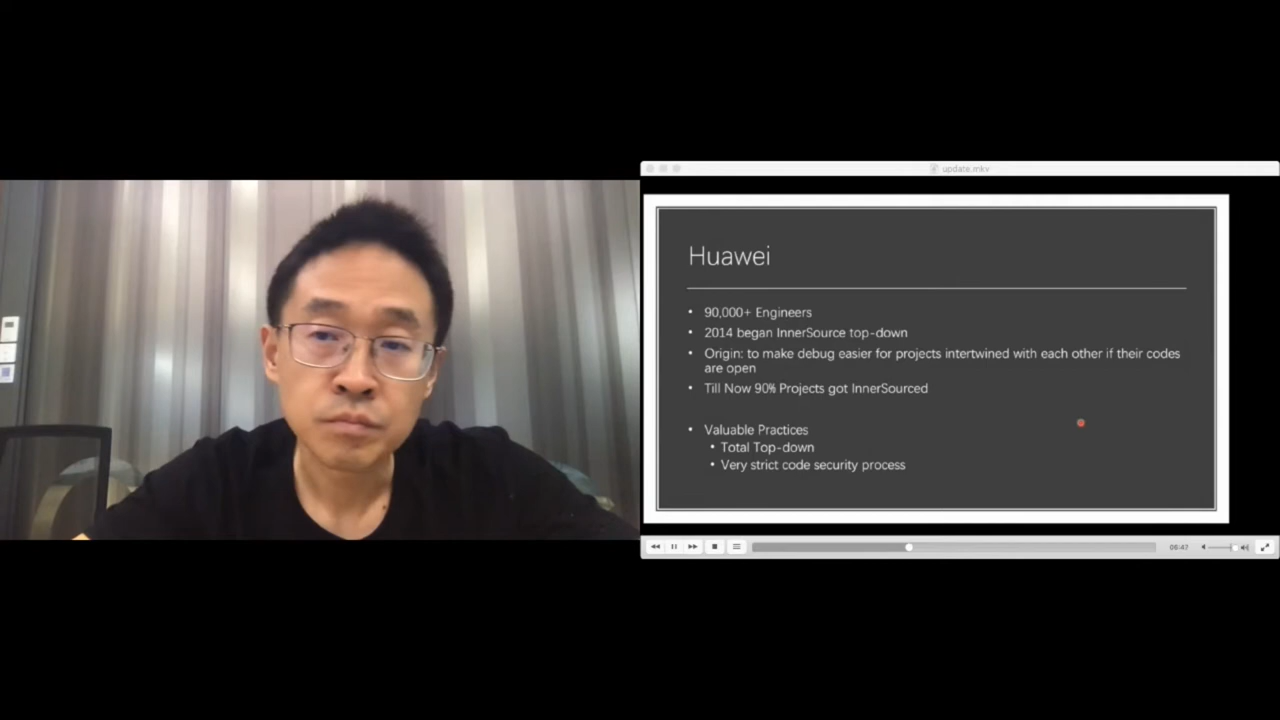 update.mkv
Huawei
• 90,000+ Engineers
• 2014 began InnerSource top-down
• Origin: to make debug easier for projects intertwined with each other if their codes
are open
• Till Now 90% Projects got InnerSourced
• Valuable Practices
• Total Top-down
• Very strict code security process
06:47